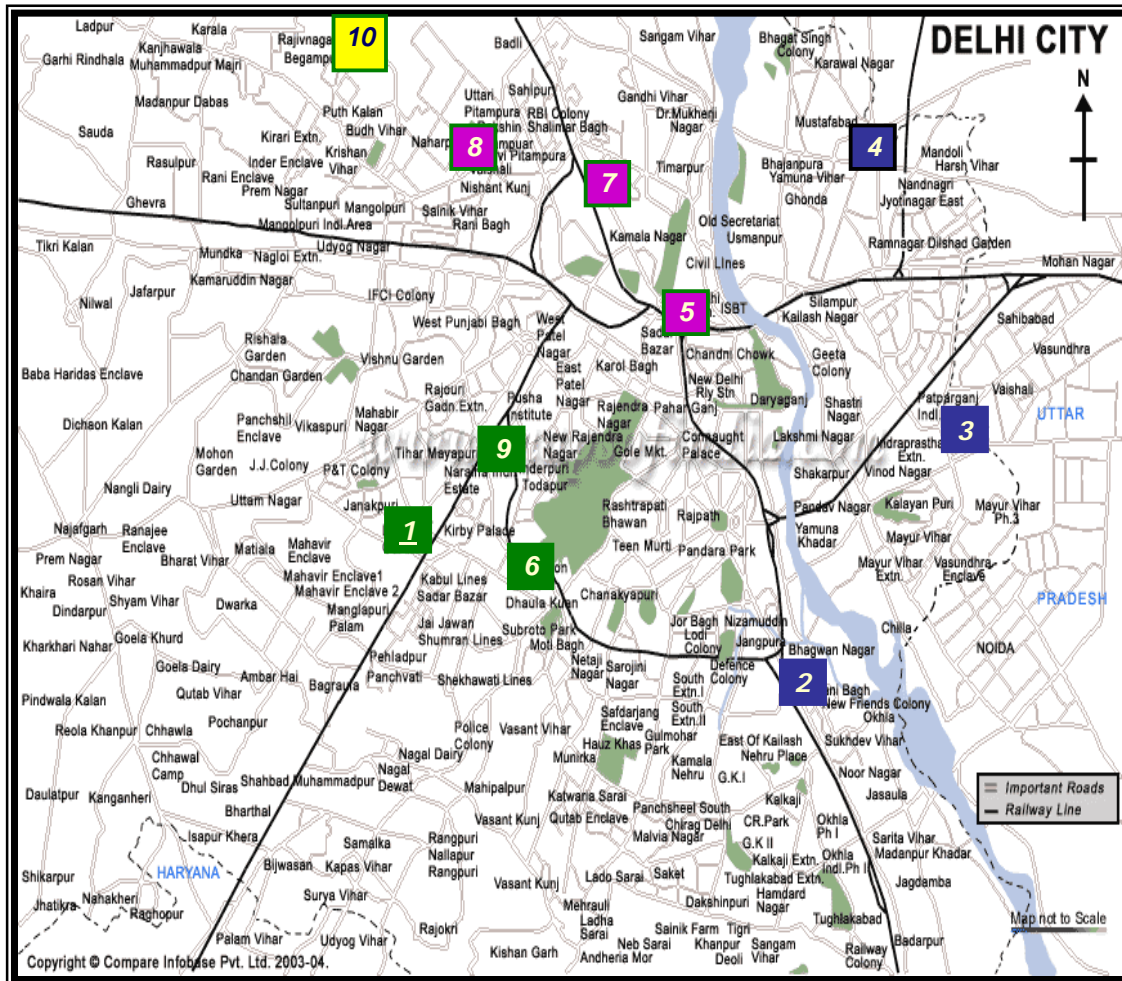 DELHI CITY
N
Ladpur
Karala
Rajivnagar
10
Badli
Sangam Vihar
Bhagat Singh
Colony
Karawal Nagar
Kanjhawala
Garhi Rindhala
Muhammadpur Majri
Madanpur Dabas
Puth Kalan
Budh Vihar
Uttari
Pitampura
Sahipur
RBI Colony
Shalimar Bagh
Gandhi Vihar
Dr.Mukherji
Nagar
Mustafabad
4
Sauda
Kirari Extn.
Krishan
Vihar
8
Pitampura
Nishant Kunj
7
Timarpur
Bhajanpura
Yamuna Vihar
Mandoli
Harsh Vihar
Rasulpur
Inder Enclave
Rani Enclave
Prem Nagar
Sultanpuri
Mangolpuri
Mangolpuri Indl.Area
Ghevra
Sainik Vihar
Rani Bagh
Ghonda
Nandnagri
Jyotinagar East
Old Secretariat
Usmanpur
Tikri Kalan
Mundka
Nagloi Extn.
Udyog Nagar
Kamala Nagar
Civil Lines
Ramnagar
Dilshad Garden
Mohan Nagar
Kamaruddin Nagar
Jafarpur
Nilwal
IFCI Colony
5
ISBT
Silampur
Kailash Nagar
Sahibabad
West Punjabi Bagh
West
Patel
Nagar
Sadar
Bazar
Rishala
Garden
Vishnu Garden
Chandan Garden
Baba Haridas Enclave
Karol Bagh
Chandni Chowk
Geeta
Colony
Vasundhra
East
Patel
Nagar
New Delhi
Rly Stn
Daryaganj
Vaishali
Rajouri
Gadn.Extn.
Pusha
Institute
Rajendra
Nagar
Pahar Ganj
Shastri
Nagar
Patparganj
Indl.
UTTAR
Dichaon Kalan
Panchshil
Enclave
Vikaspuri
Mahabir
Nagar
3
Mohon
Garden
J.J.Colony
P&T Colony
Tihar
Mayapuri
9
New Rajendra
Nagar
Gole Mkt.
Connaught
Palace
Lakshmi Nagar
Indraprastha
Extn.
Vinod Nagar
Shakarpur
Estate
Todapur
Nangli Dairy
Uttam Nagar
Janakpuri
1
Kirby Palace
Rashtrapati
Bhawan
Rajpath
Pandav Nagar
Kalayan Puri
Mayur Vihar
Ph.3
Najafgarh
Ranajee
Enclave
Prem Nagar
Bharat Vihar
Matiala
Mahavir
Enclave
6
Teen Murti
Pandara Park
Yamuna
Khadar
Mayur Vihar
Mayur Vihar
Extn.
Vasundhra
Enclave
Rosan Vihar
Khaira
Dindarpur
Shyam Vihar
Dwarka
Mahavir Enclave1
Mahavir Enclave 2
Manglapuri
Palam
Kabul Lines
Sadar Bazar
Dhaula Kuan
Chanakyapuri
PRADESH
Jai Jawan
Shumran Lines
Subroto Park
Moti Bagh
Jor Bagh
Lodi
Colony
Nizamuddin
Jangpura
Chilla
Kharkhari Nahar
Goela Khurd
Goela Dairy
Pehladpur
Panchvati
Netaji
Nagar
Sarojini
Nagar
Defence
Colony
Bhagwan Nagar
NOIDA
2
Pindwala Kalan
Qutab Vihar
Ambar Hai
Bagraura
Shekhawati Lines
South
Extn.I
South
Extn.II
New Friends Colony
Okhla
Reola Khanpur
Chhawla
Pochanpur
Police
Colony
Vasant Vihar
Safdarjang
Enclave
Hauz Khas
Gulmohar
Park
Munirka
East Of Kailash
Nehru Place
Sukhdev Vihar
Chhawal
Camp
Dhul Siras
Shahbad Muhammadpur
Nagal Dairy
Nagal
Dewat
Mahipalpur
Kamala
Nehru
G.K.I
Noor Nagar
Jasaula
Important Roads
Railway Line
Daulatpur
Kanganheri
Bharthal
Katwaria Sarai
Qutab Enclave
Vasant Kunj
Panchsheel South
Chirag Delhi
Malvia Nagar
Kalkaji
CR.Park
Okhla
Ph I
Isapur Khera
Samalka
Rangpuri
Nallapur
Rangpuri
G.K II
Kalkaji Extn.
Okhla
Indl.Ph I
Sarita Vihar
Madanpur Khadar
Shikarpur
HARYANA
Bijwasan
Kapas Vihar
Surya Vihar
Vasant Kunj
Lado Sarai
Saket
Tughlakabad Extn.
Hamdard
Nagar
Jagdamba
Jhatikra
Nahakheri
Raghopur
Rajokri
Mehrauli
Ladha
Sarai
Dakshinpuri
Tughlakabad
Map not to Scale
Palam Vihar
Udyog Vihar
Kishan Garh
Neb Sarai
Andheria Mor
Sainik Farm
Khanpur
Deoli
Tigri
Sangam
Vihar
Railway
Colony
Badarpur
Copyright © Compare Infobase Pvt. Ltd. 2003-04.